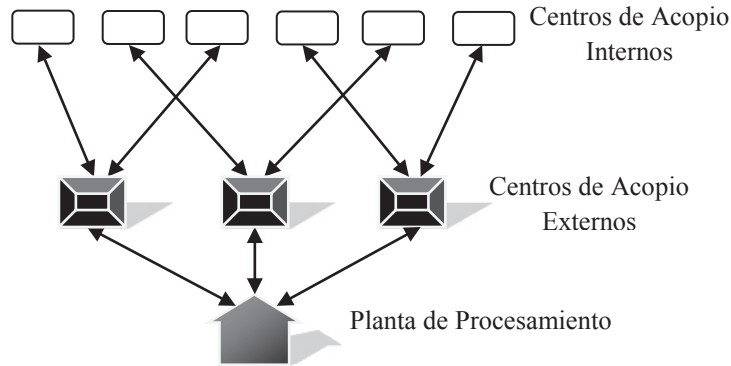 Centros de Acopio
Internos
Centros de Acopio
Externos
Planta de Procesamiento